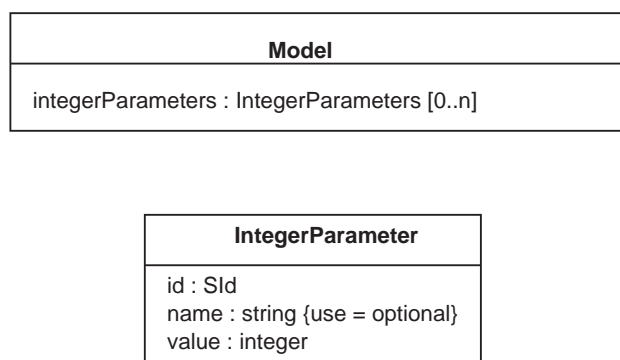 Model
integerParameters : IntegerParameters [0..n]
IntegerParameter
id : SId
name : string {use = optional}
value : integer